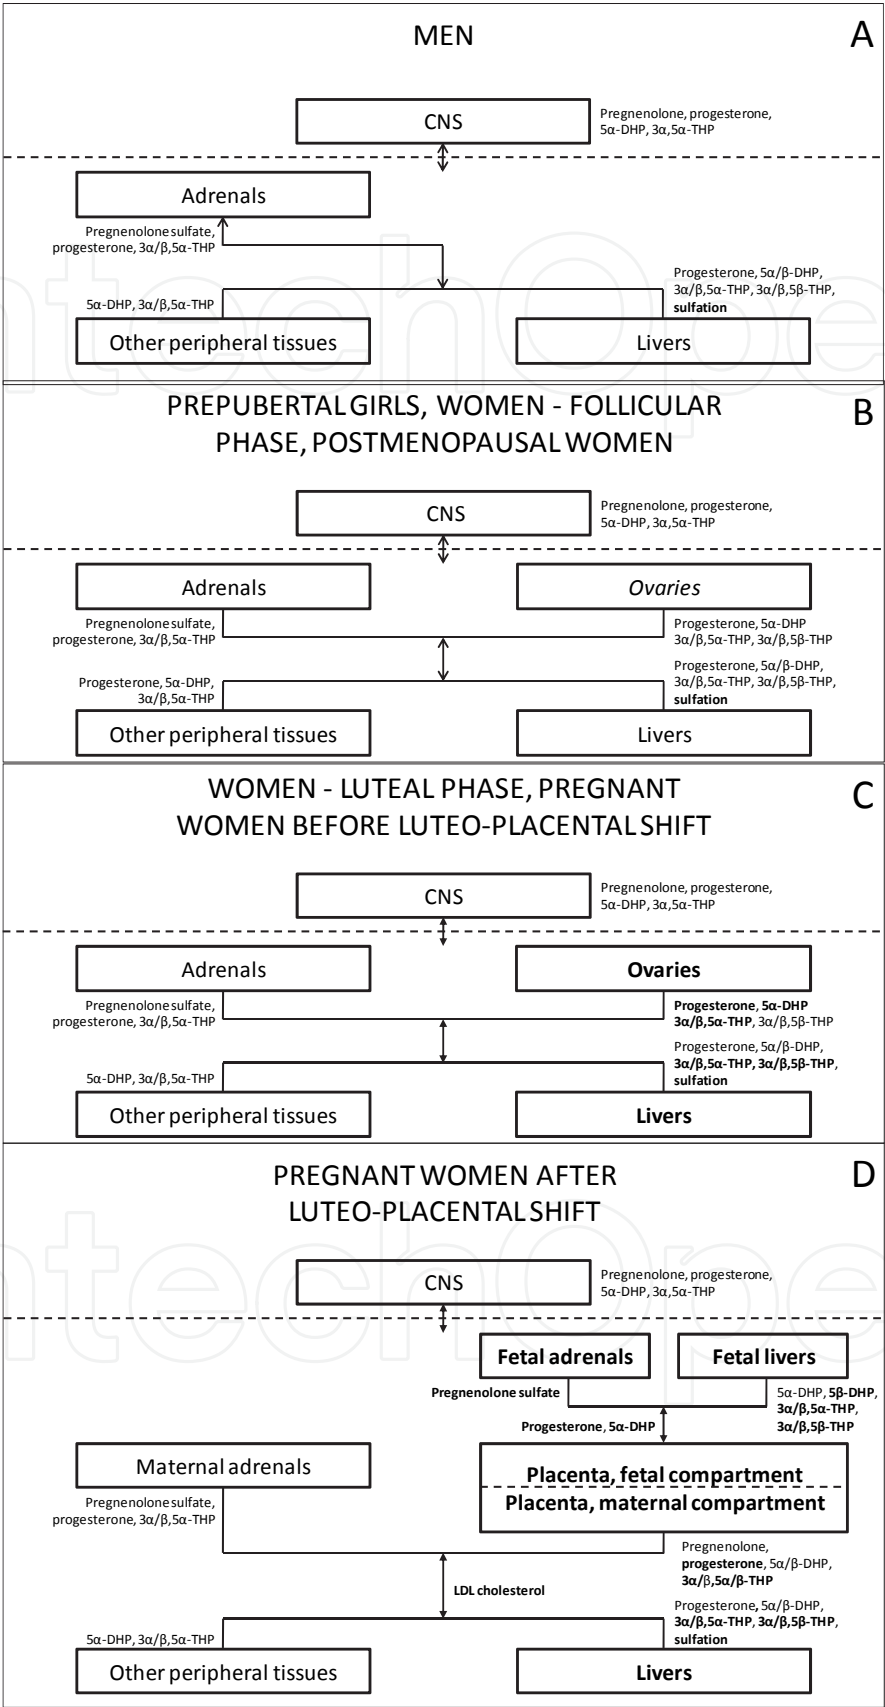 MEN
A
CNS
Pregnenolone, progesterone,
5α-DHP, 3α,5α-THP
Adrenals
Pregnenolone sulfate,
progesterone, 3α/β,5α-THP
Progesterone, 5α/β-DHP,
3α/β,5α-THP, 3α/β,5β-THP,
sulfation
5α-DHP, 3α/β,5α-THP
Other peripheral tissues
Livers
PREPUBERTAL GIRLS, WOMEN - FOLLICULAR
PHASE, POSTMENOPAUSAL WOMEN
B
CNS
Pregnenolone, progesterone,
5α-DHP, 3α,5α-THP
Adrenals
Ovaries
Pregnenolone sulfate,
progesterone, 3α/β,5α-THP
Progesterone, 5α-DHP
3α/β,5α-THP, 3α/β,5β-THP
Progesterone, 5α-DHP,
3α/β,5α-THP
Progesterone, 5α/β-DHP,
3α/β,5α-THP, 3α/β,5β-THP,
sulfation
Other peripheral tissues
Livers
WOMEN - LUTEAL PHASE, PREGNANT
WOMEN BEFORE LUTEO-PLACENTAL SHIFT
C
CNS
Pregnenolone, progesterone,
5α-DHP, 3α,5α-THP
Adrenals
Ovaries
Pregnenolone sulfate,
progesterone, 3α/β,5α-THP
Progesterone, 5α-DHP
3α/β,5α-THP, 3α/β,5β-THP
5α-DHP, 3α/β,5α-THP
Progesterone, 5α/β-DHP,
3α/β,5α-THP, 3α/β,5β-THP,
sulfation
Other peripheral tissues
Livers
PREGNANT WOMEN AFTER
LUTEO-PLACENTAL SHIFT
D
CNS
Pregnenolone, progesterone,
5α-DHP, 3α,5α-THP
Fetal adrenals
Fetal livers
Pregnenolone sulfate
5α-DHP, 5β-DHP,
3α/β,5α-THP,
3α/β,5β-THP
Progesterone, 5α-DHP
Maternal adrenals
Placenta, fetal compartment
Placenta, maternal compartment
Pregnenolone sulfate,
progesterone, 3α/β,5α-THP
Pregnenolone,
progesterone, 5α/β-DHP,
3α/β,5α/β-THP
LDL cholesterol
Progesterone, 5α/β-DHP,
3α/β,5α-THP, 3α/β,5β-THP,
sulfation
5α-DHP, 3α/β,5α-THP
Other peripheral tissues
Livers
ntechOpe
ntechOpe